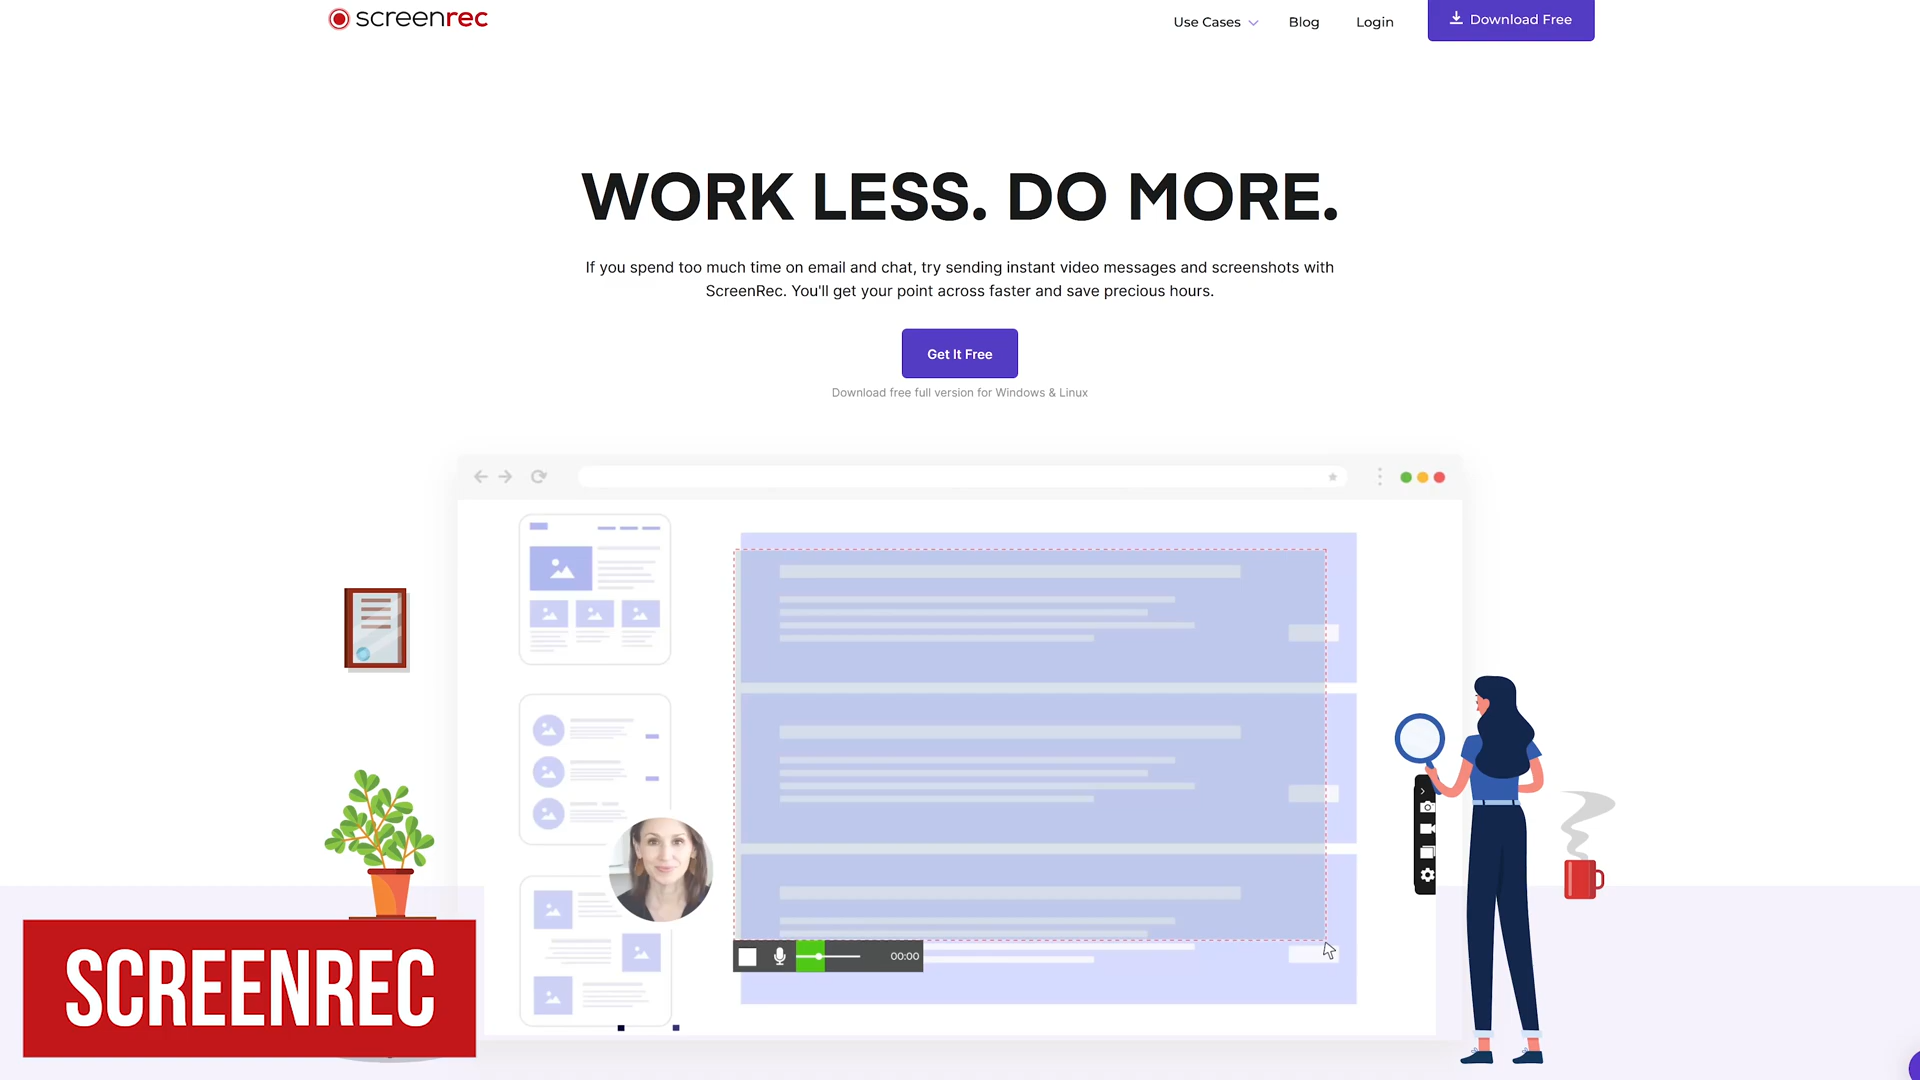 screenrec
Use Cases
Blog
Login
Download Free
WORK LESS. DO MORE.
If you spend too much time on email and chat, try sending instant video messages and screenshots with
ScreenRec. You'll get your point across faster and save precious hours.
Get It Free
Download free full version for Windows & Linux
00:00
SCREENREC